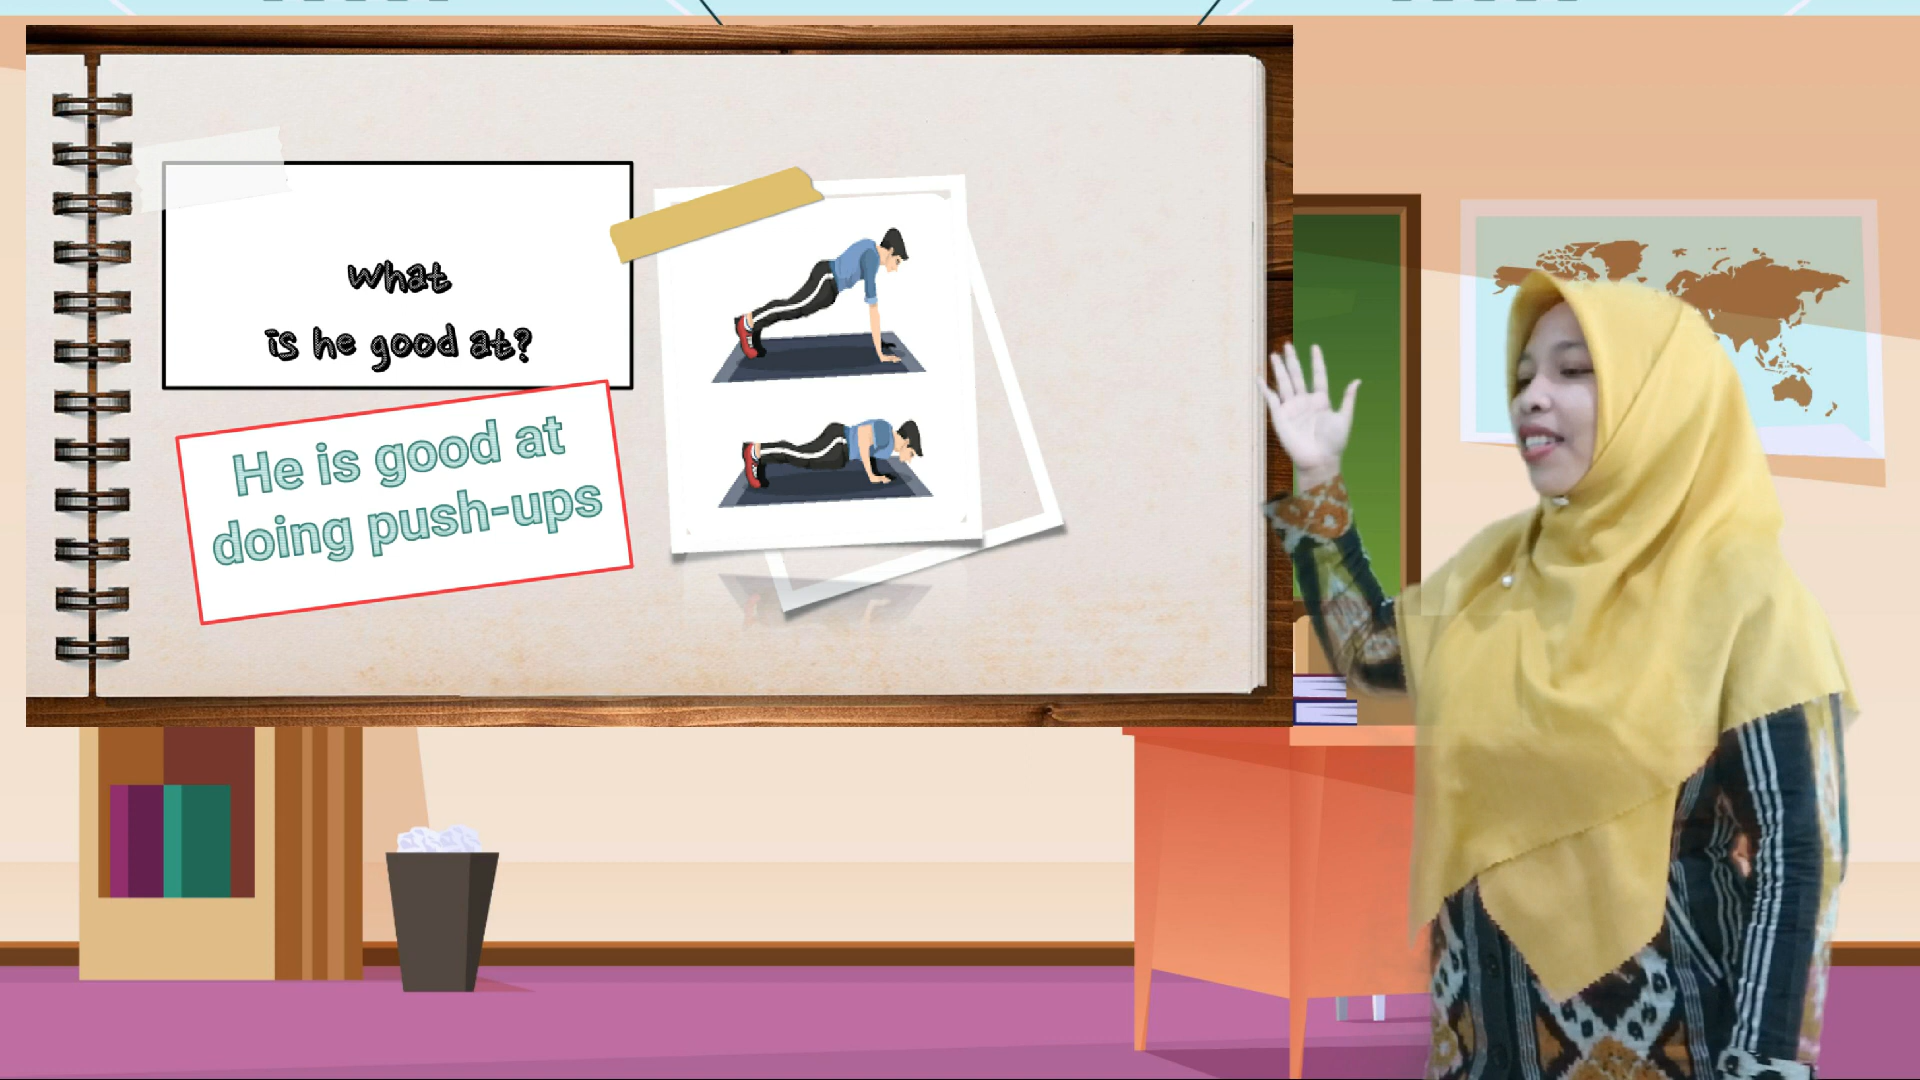 What
is he good at?
He is good at
doing push-ups